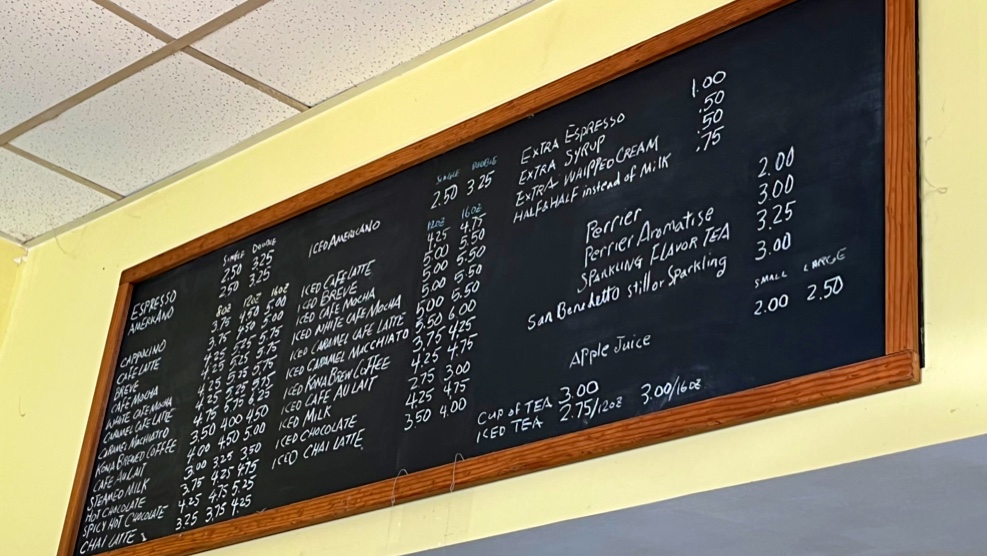 SINGLE DOUBLE
ESPRESSO 2.50 3.25
AMERICANO 2.50 3.25
8oz 12oz 16oz
CAPPUCINO 3.75 4.50 5.00
CAFE LATTE 3.75 4.50 5.00
BREVE 4.25 5.25 5.75
CAFE MOCHA 4.25 5.25 5.75
WHITE CAFE MOCHA 4.25 5.25 5.75
CARAMEL CAFE LATTE 4.25 5.75
CARAMEL MACCHIATO 4.75 5.75 6.25
KONA BREWED COFFEE 3.50 4.00 4.50
CAFE AU LAIT 4.00 4.50 5.00
STEAMED MILK 3.00 3.25 3.50
HOT CHOCOLATE 3.75 4.25 4.75
SPICY HOT CHOCOLATE 4.25 4.75 5.25
CHAI LATTE 3.25 3.75 4.25
SINGLE DOUBLE
ICED AMERICANO 2.50 3.25
12oz 16oz
ICED CAFE LATTE 4.25 4.75
ICED BREVE 5.00 5.50
ICED CAFE MOCHA 5.00 5.50
ICED WHITE CAFE MOCHA 5.00 5.50
ICED CARAMEL CAFE LATTE 5.00 5.50
ICED CARAMEL MACCHIATO 5.50 6.00
ICED KONA BREW COFFEE 3.75 4.25
ICED CAFE AU LAIT 4.25 4.75
ICED MILK 2.75 3.00
ICED CHOCOLATE 4.25 4.75
ICED CHAI LATTE 3.50 4.00
EXTRA ESPRESSO 1.00
EXTRA SYRUP .50
EXTRA WHIPPED CREAM .50
HALF & HALF instead of MILK .75
Perrier 2.00
Perrier Aromatise 3.00
SPARKLING FLAVOR TEA 3.25
San Benedetto still or Sparkling 3.00
SMALL LARGE
Apple Juice 2.00 2.50
CUP OF TEA 3.00
ICED TEA 2.75/12oz 3.00/16oz